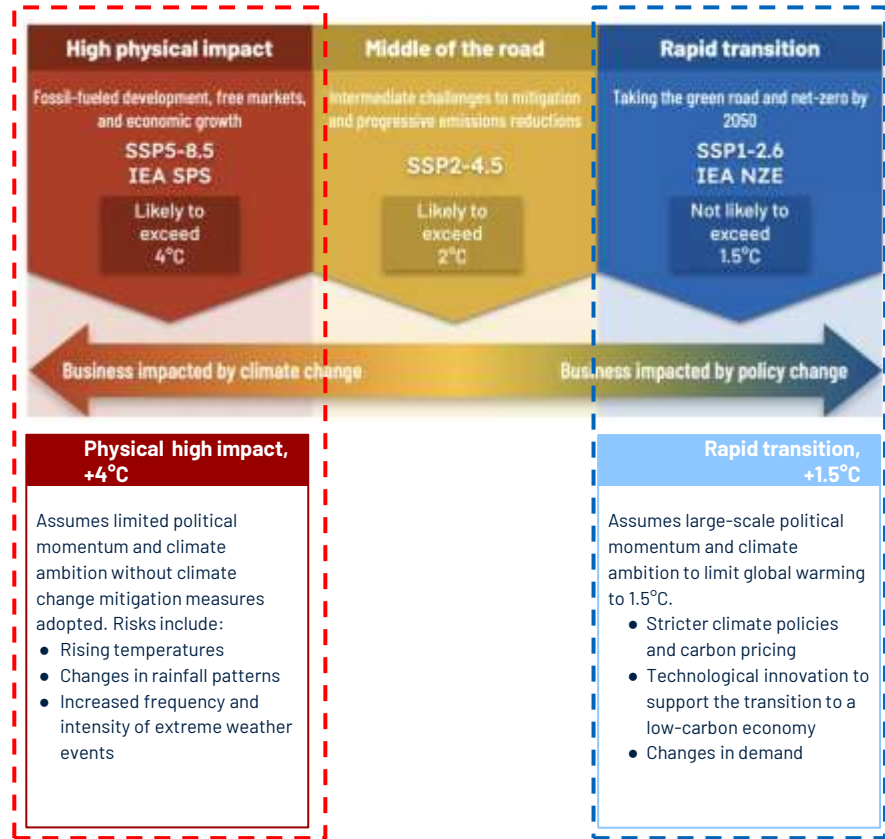 High physical impact
Fossil-fueled development, free markets,
and economic growth
SSP5-8.5
IEA SPS
Likely to
exceed
4°C
Middle of the road
Intermediate challenges to mitigation
and progressive emissions reductions
SSP2-4.5
Likely to
exceed
2°C
Rapid transition
Taking the green road and net-zero by
2050
SSP1-2.6
IEA NZE
Not likely to
exceed
1.5°C
Business impacted by climate change
Business impacted by policy change
Physical high impact,
+4°C
Assumes limited political
momentum and climate
ambition without climate
change mitigation measures
adopted. Risks include:
● Rising temperatures
● Changes in rainfall patterns
● Increased frequency and
intensity of extreme weather
events
Rapid transition,
+1.5°C
Assumes large-scale political
momentum and climate
ambition to limit global warming
to 1.5°C.
● Stricter climate policies
and carbon pricing
● Technological innovation to
support the transition to a
low-carbon economy
● Changes in demand